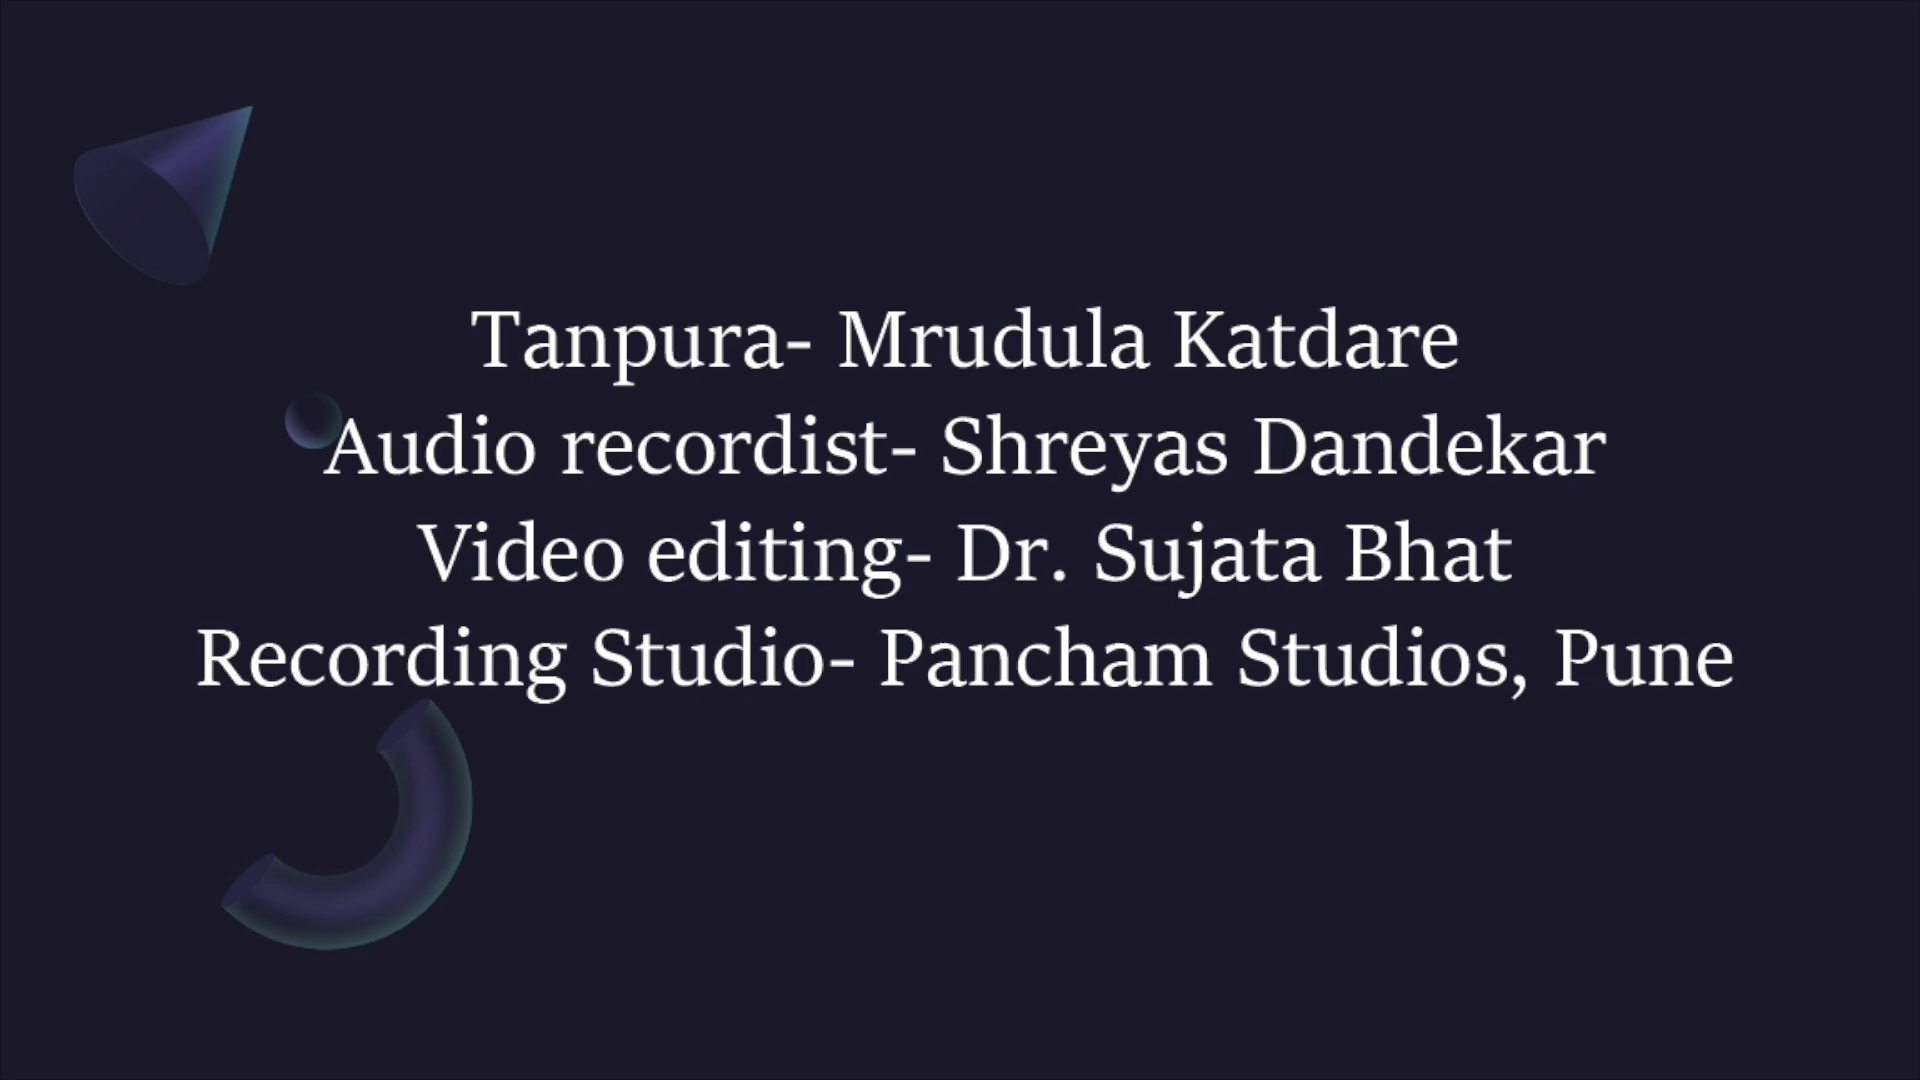 Tanpura- Mrudula Katdare
Audio recordist- Shreyas Dandekar
Video editing- Dr. Sujata Bhat
Recording Studio- Pancham Studios, Pune